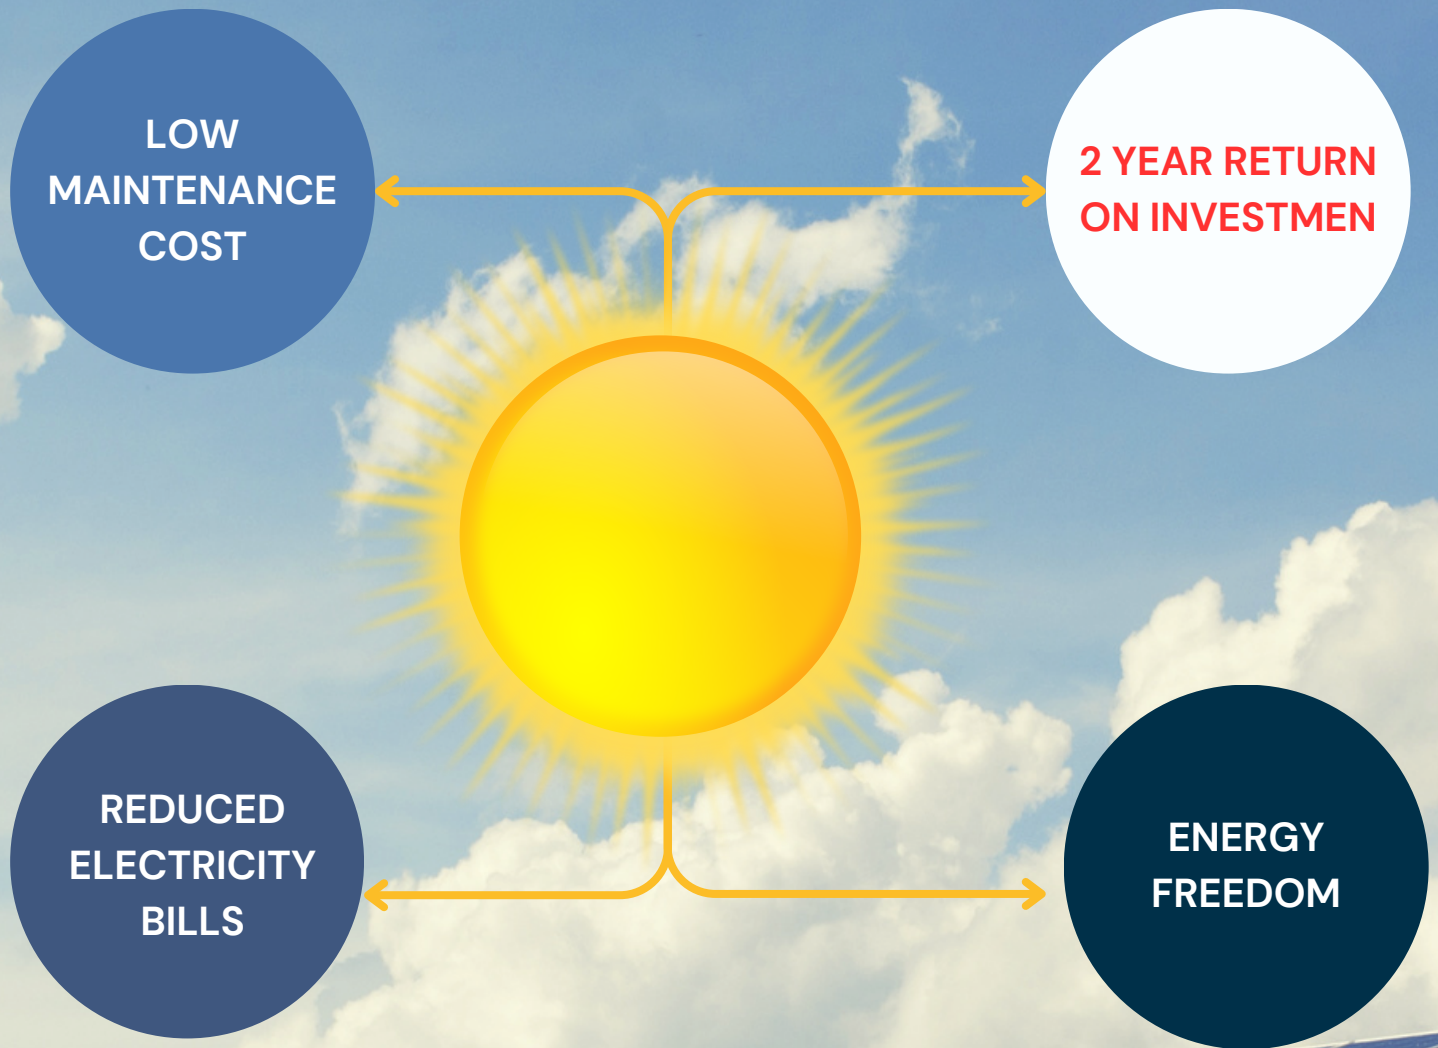 LOW
MAINTENANCE
COST
2 YEAR RETURN
ON INVESTMEN
REDUCED
ELECTRICITY
BILLS
ENERGY
FREEDOM